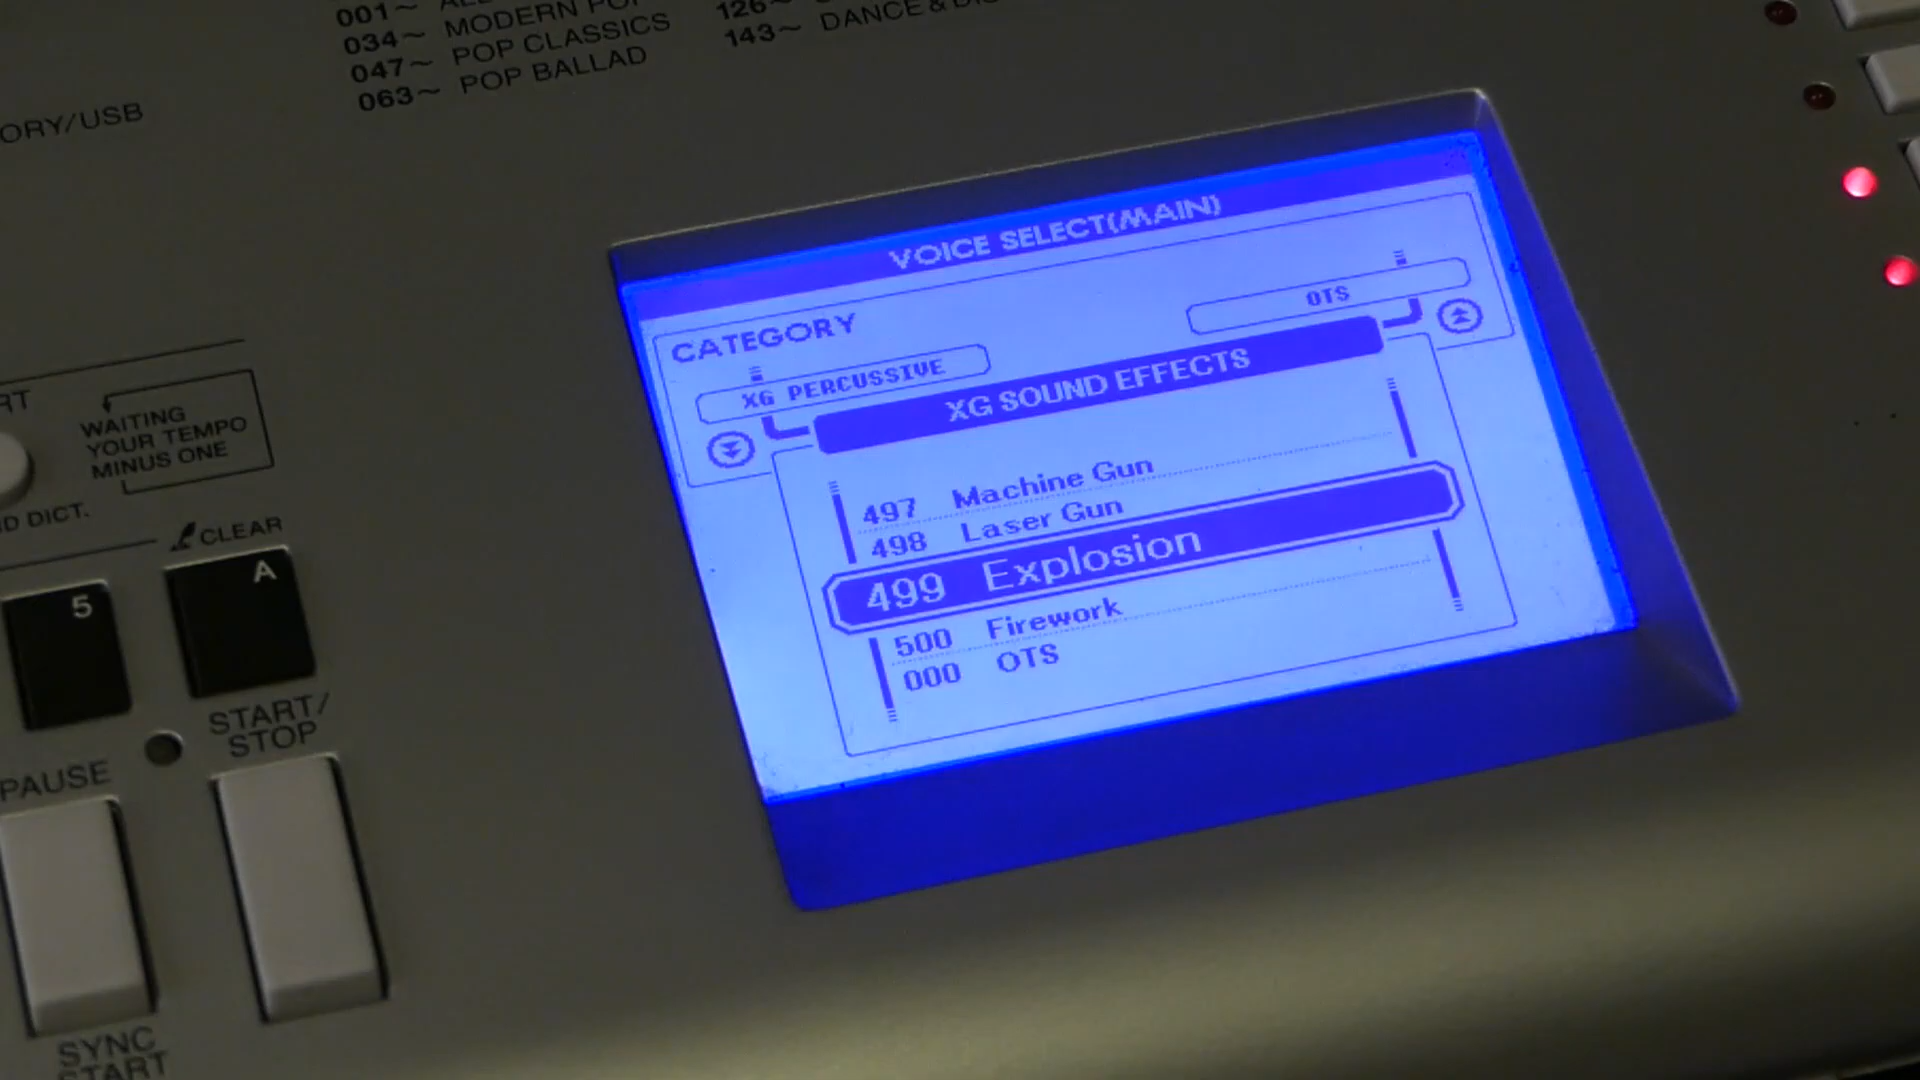 001~
034~ MODERN POP
047~ POP CLASSICS
063~ POP BALLAD
126~
143~ DANCE &
ORY/USB
VOICE SELECT(MAIN)
CATEGORY
OTS
XG PERCUSSIVE
XG SOUND EFFECTS
497 Machine Gun
498 Laser Gun
499 Explosion
500 Firework
000 OTS
RT
WAITING
YOUR TEMPO
MINUS ONE
D DICT.
CLEAR
5
A
START/
STOP
PAUSE
SYNC
START